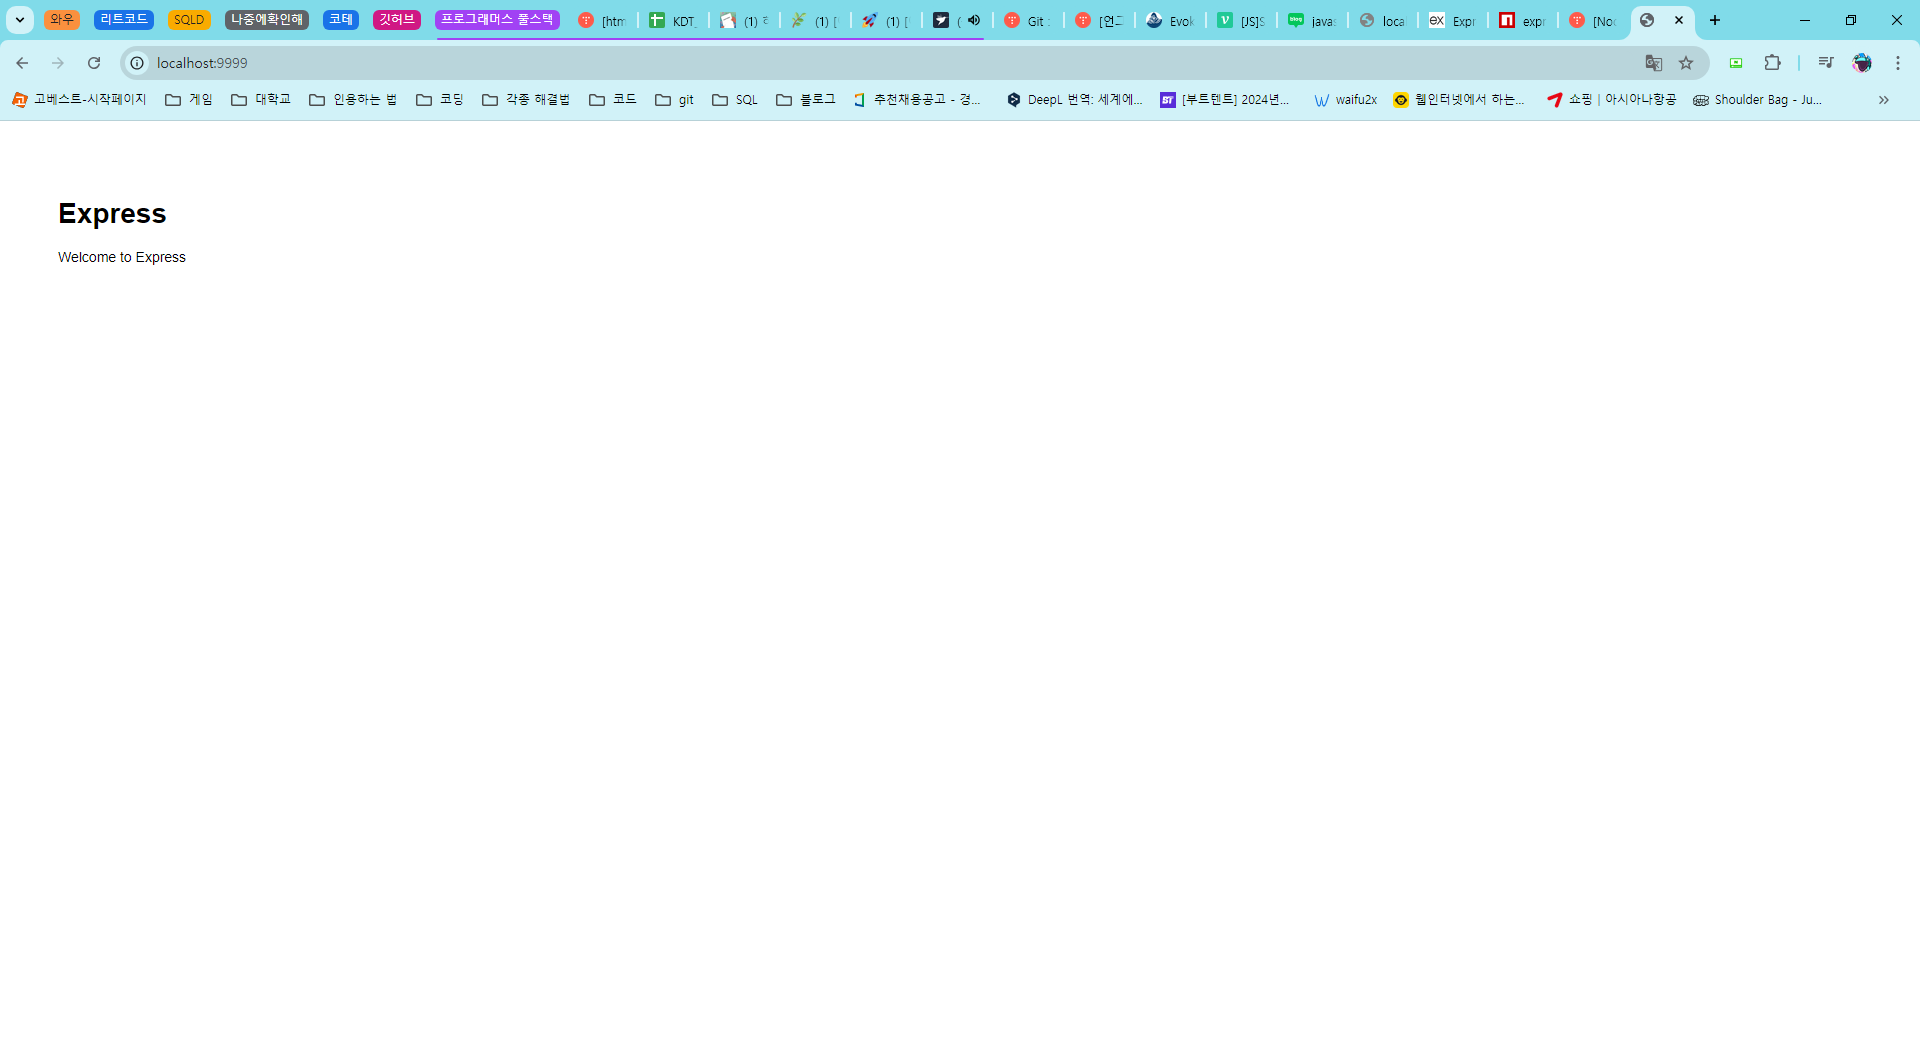 와우 리트코드 SQLD 나중에확인해 코데 깃허브 프로그래머스 풀스택 [htm KDT_ (1) (1) [ (1) [ ( Git : [언그 Evok [JS]S javas loca Expr expr [Noc
localhost:9999
고베스트-시작페이지 게임 대학교 인용하는 법 코딩 각종 해결법 코드 git SQL 블로그 추천채용공고 - 경... DeepL 번역: 세계에... [부트텐트] 2024년... waifu2x 웹인터넷에서 하는... 쇼핑 | 아시아나항공 Shoulder Bag - Ju...
Express
Welcome to Express